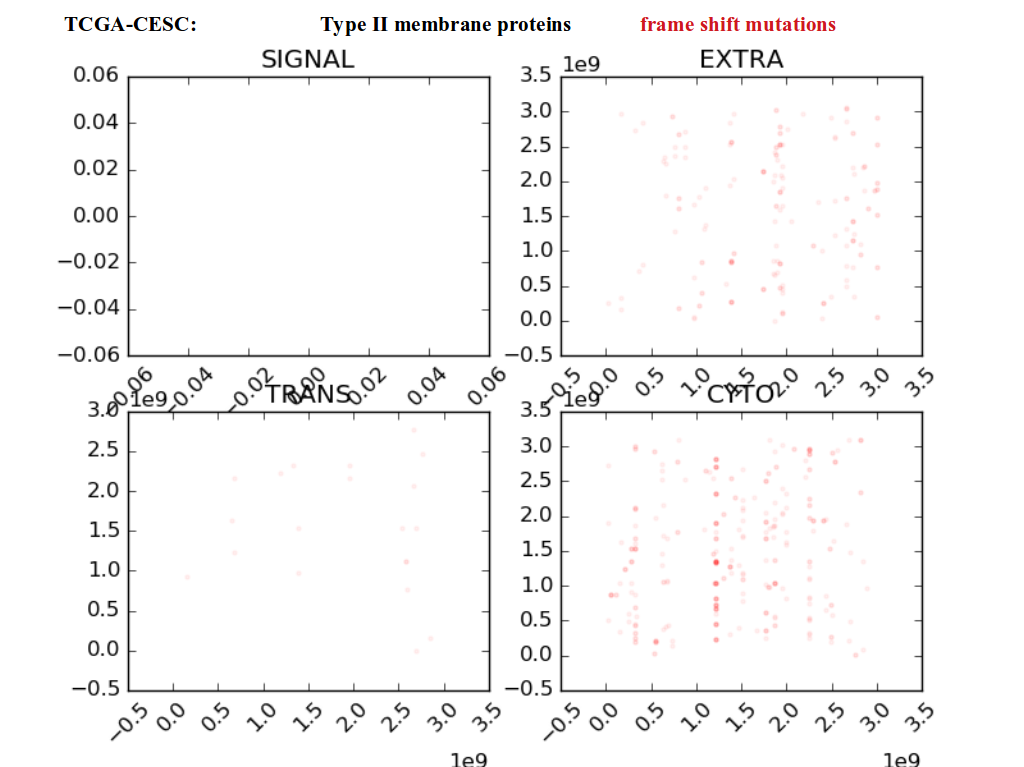 TCGA-CESC: Type II membrane proteins frame shift mutations
SIGNAL
0.06
0.04
0.02
0.00
−0.02
−0.04
−0.06
−0.06 −0.04 −0.02 0.00 0.02 0.04 0.06
EXTRA
1e9
3.5
3.0
2.5
2.0
1.5
1.0
0.5
0.0
−0.5
−0.5 0.0 0.5 1.0 1.5 2.0 2.5 3.0 3.5
TRANS
1e9
3.0
2.5
2.0
1.5
1.0
0.5
0.0
−0.5
−0.5 0.0 0.5 1.0 1.5 2.0 2.5 3.0 3.5
1e9
CYTO
1e9
3.5
3.0
2.5
2.0
1.5
1.0
0.5
0.0
−0.5
−0.5 0.0 0.5 1.0 1.5 2.0 2.5 3.0 3.5
1e9